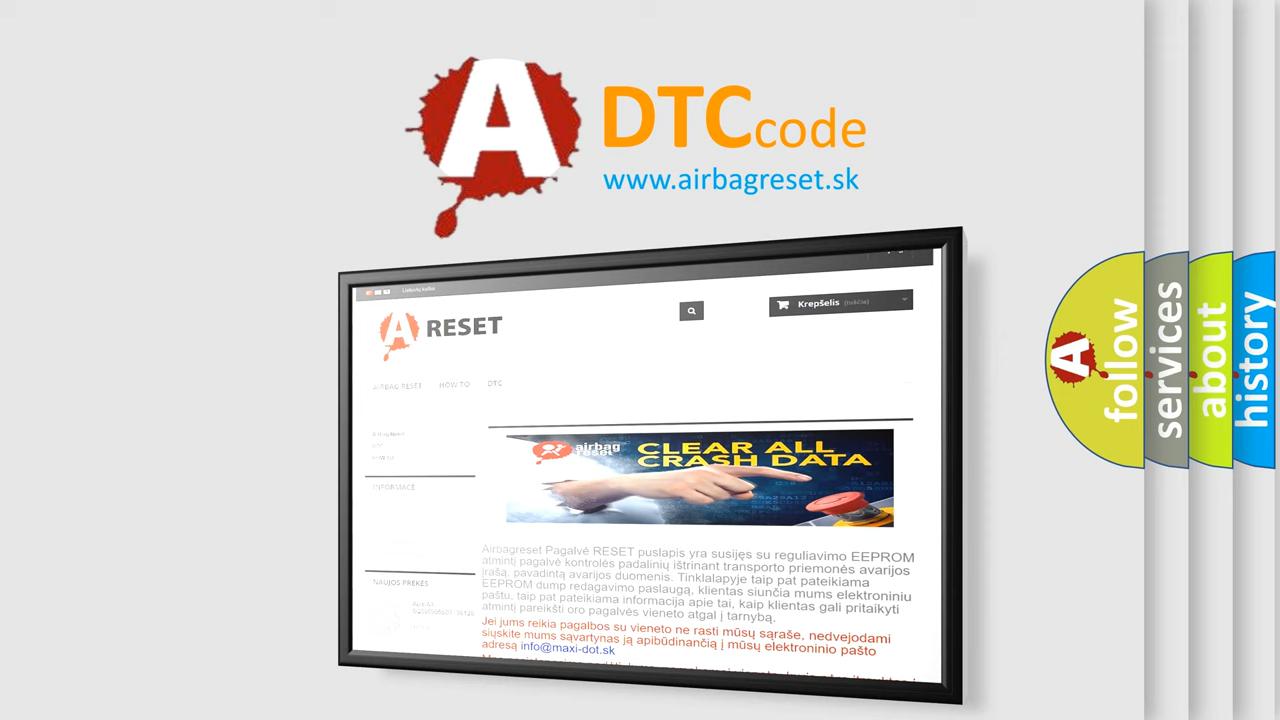 A DTCcode
www.airbagreset.sk
Lietuvių kalba
A RESET
Krepšelis (tuščia)
AIRBAG RESET HOW TO DTC
INFORMACE
airbag
reset
CLEAR ALL
CRASH DATA
Airbagreset Pagalvė RESET puslapis yra susijęs su reguliavimo EEPROM
atmintį pagalvė kontrolės padalinių ištrinant transporto priemonės avarijos
įrašą, pavadintą avarijos duomenis. Tinklalapyje taip pat pateikiama
EEPROM dump redagavimo paslaugą, klientas siunčia mums elektroniniu
paštu, taip pat pateikiama informacija apie tai, kaip klientas gali pritaikyti
atmintį pareikšti oro pagalvės vieneto atgal į tarnybą.
Jei jums reikia pagalbos su vieneto ne rasti mūsų sąraše, nedvejodami
siųskite mums sąvartynas ją apibūdinančią į mūsų elektroninio pašto
adresą info@maxi-dot.sk
NAUJOS PREKĖS
A follow
services
about
history